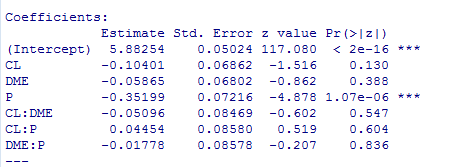 Coefficients:
Estimate Std. Error z value Pr(>|z|)
(Intercept) 5.88254 0.05024 117.080 < 2e-16 ***
CL -0.10401 0.06862 -1.516 0.130
DME -0.05865 0.06802 -0.862 0.388
P -0.35199 0.07216 -4.878 1.07e-06 ***
CL:DME -0.05096 0.08469 -0.602 0.547
CL:P 0.04454 0.08580 0.519 0.604
DME:P -0.01778 0.08578 -0.207 0.836
---